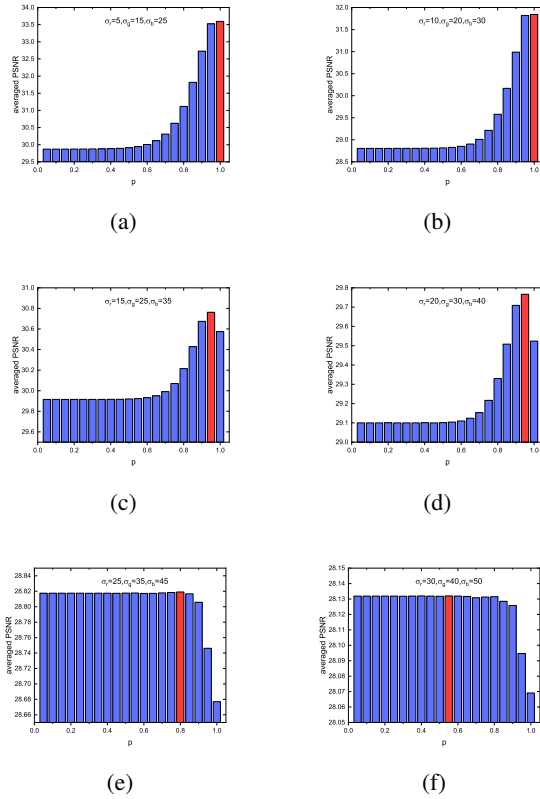 σr=5,σg=15,σb=25
averaged PSNR
34.0
33.5
33.0
32.5
32.0
31.5
31.0
30.5
30.0
29.5
0.0 0.2 0.4 0.6 0.8 1.0
p
(a)
σr=10,σg=20,σb=30
averaged PSNR
32.0
31.5
31.0
30.5
30.0
29.5
29.0
28.5
0.0 0.2 0.4 0.6 0.8 1.0
p
(b)
σr=15,σg=25,σb=35
averaged PSNR
31.0
30.8
30.6
30.4
30.2
30.0
29.8
29.6
0.0 0.2 0.4 0.6 0.8 1.0
p
(c)
σr=20,σg=30,σb=40
averaged PSNR
29.8
29.7
29.6
29.5
29.4
29.3
29.2
29.1
29.0
0.0 0.2 0.4 0.6 0.8 1.0
p
(d)
σr=25,σg=35,σb=45
averaged PSNR
28.84
28.82
28.80
28.78
28.76
28.74
28.72
28.70
28.68
28.66
0.0 0.2 0.4 0.6 0.8 1.0
p
(e)
σr=30,σg=40,σb=50
averaged PSNR
28.15
28.14
28.13
28.12
28.11
28.10
28.09
28.08
28.07
28.06
28.05
0.0 0.2 0.4 0.6 0.8 1.0
p
(f)